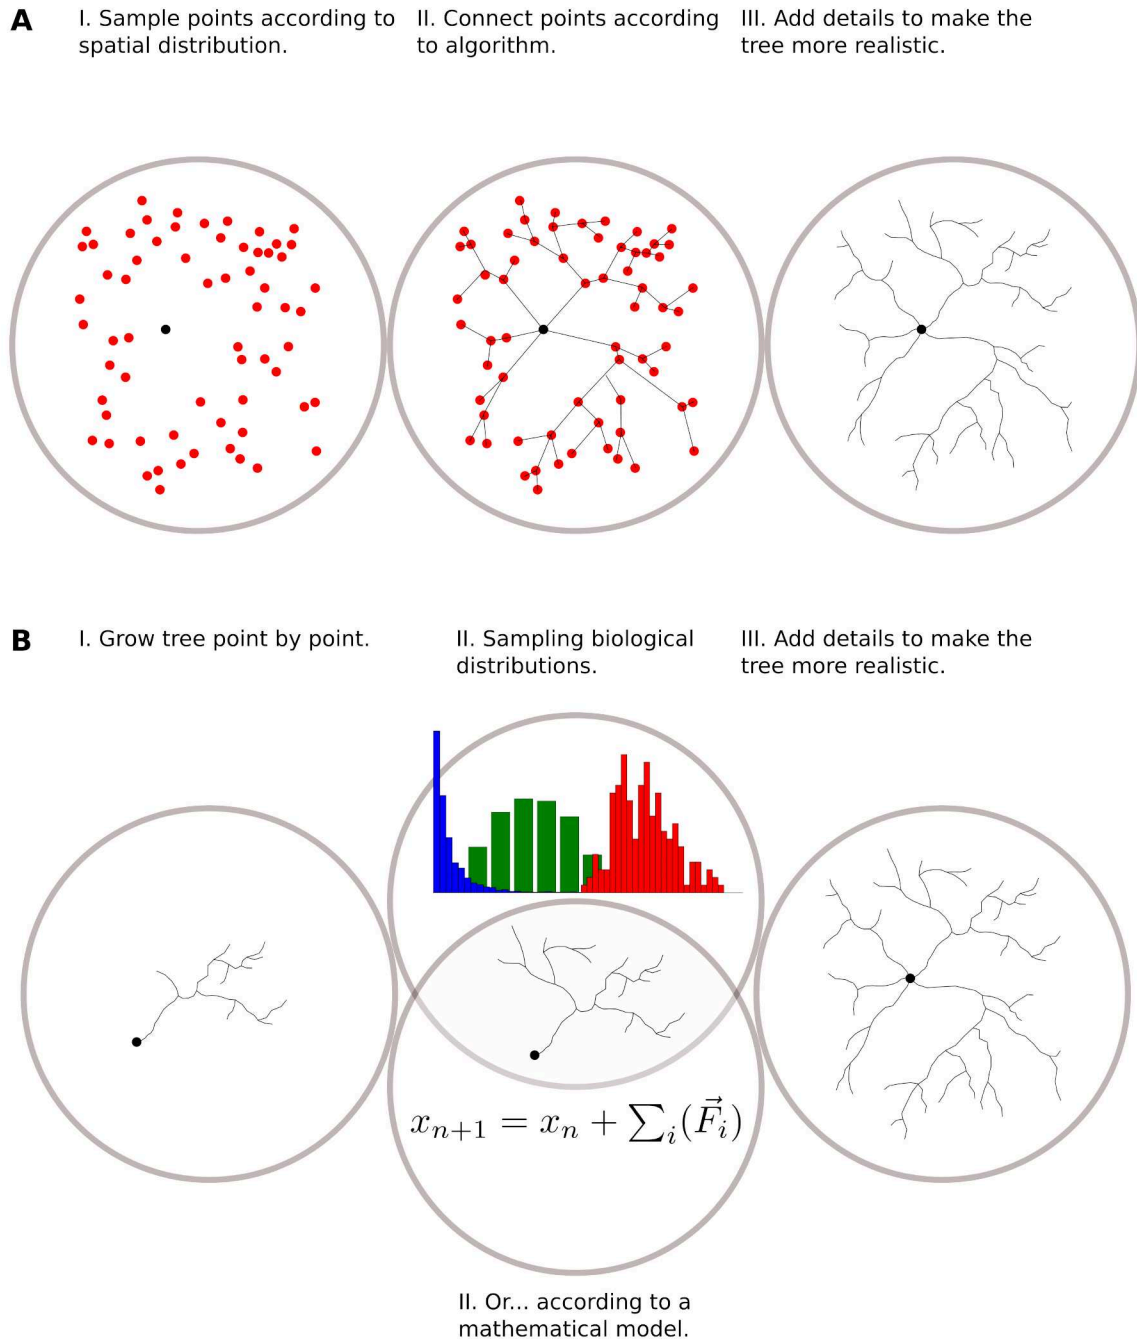 A
I. Sample points according to
spatial distribution.
II. Connect points according
to algorithm.
III. Add details to make the
tree more realistic.
B
I. Grow tree point by point.
II. Sampling biological
distributions.
III. Add details to make the
tree more realistic.
x_{n+1} = x_n + \sum_i(\vec{F}_i)
II. Or... according to a
mathematical model.